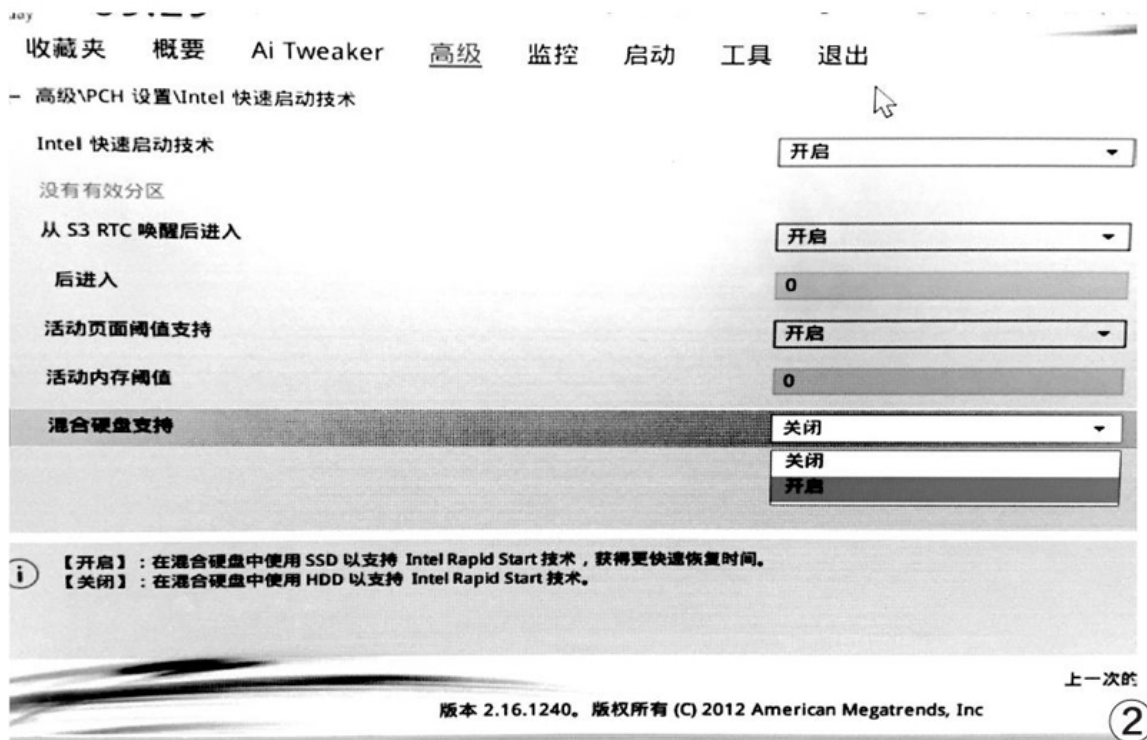 收藏夹 概要 Ai Tweaker 高级 监控 启动 工具 退出
高级\PCH 设置\Intel 快速启动技术
Intel 快速启动技术 开启
没有有效分区
从 S3 RTC 唤醒后进入 开启
后进入 0
活动页面阈值支持 开启
活动内存阈值 0
混合硬盘支持 关闭
关闭
开启
【开启】:在混合硬盘中使用 SSD 以支持 Intel Rapid Start 技术,获得更快速恢复时间。
【关闭】:在混合硬盘中使用 HDD 以支持 Intel Rapid Start 技术。
上一次的
版本 2.16.1240。版权所有 (C) 2012 American Megatrends, Inc
②